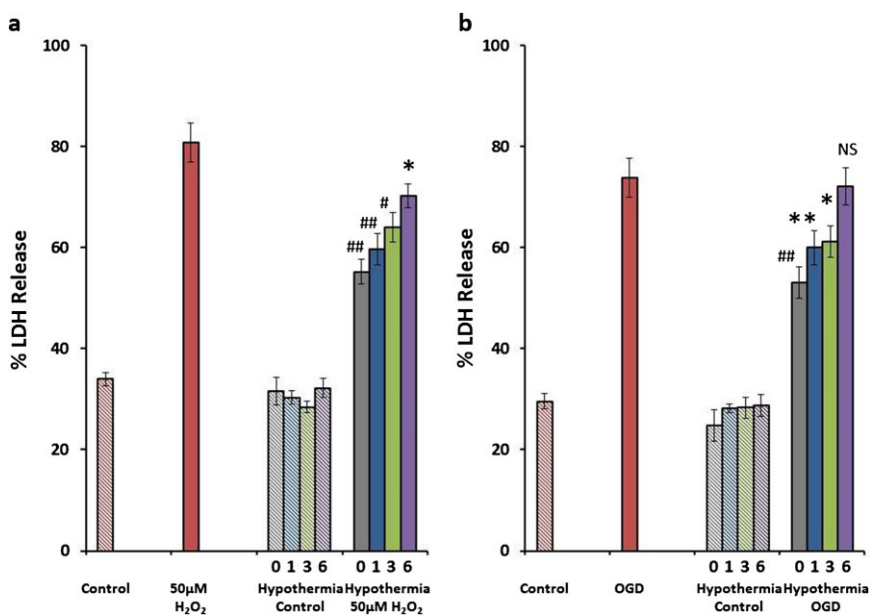 a
100
80
60
40
20
0
% LDH Release
## ## # *
0 1 3 6 0 1 3 6
Control 50µM Hypothermia Hypothermia
H₂O₂ Control 50µM H₂O₂
b
100
80
60
40
20
0
% LDH Release
## ** * NS
0 1 3 6 0 1 3 6
Control OGD Hypothermia Hypothermia
Control OGD